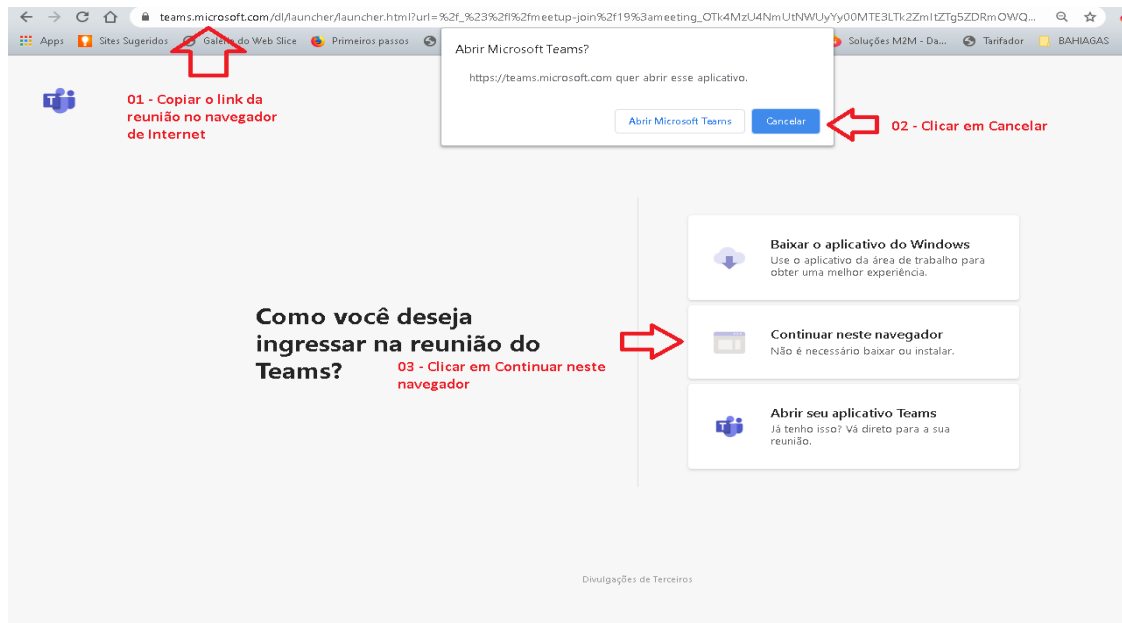 teams.microsoft.com/dl/launcher/launcher.html?url=%2f_%23%2fl%2fmeetup-join%2f19%3ameeting_OTk4MzU4NmUtNWUyYy00MTE3LTk2ZmItZTg5ZDRmOWQ...
Apps Sites Sugeridos Galeria do Web Slice Primeiros passos Soluções M2M - Da... Tarifador BAHIAGAS
Abrir Microsoft Teams?
https://teams.microsoft.com quer abrir esse aplicativo.
Abrir Microsoft Teams Cancelar
01 - Copiar o link da
reunião no navegador
de Internet
02 - Clicar em Cancelar
Baixar o aplicativo do Windows
Use o aplicativo da área de trabalho para
obter uma melhor experiência.
Como você deseja
ingressar na reunião do
Teams?
03 - Clicar em Continuar neste
navegador
Continuar neste navegador
Não é necessário baixar ou instalar.
Abrir seu aplicativo Teams
Já tenho isso? Vá direto para a sua
reunião.
Divulgações de Terceiros